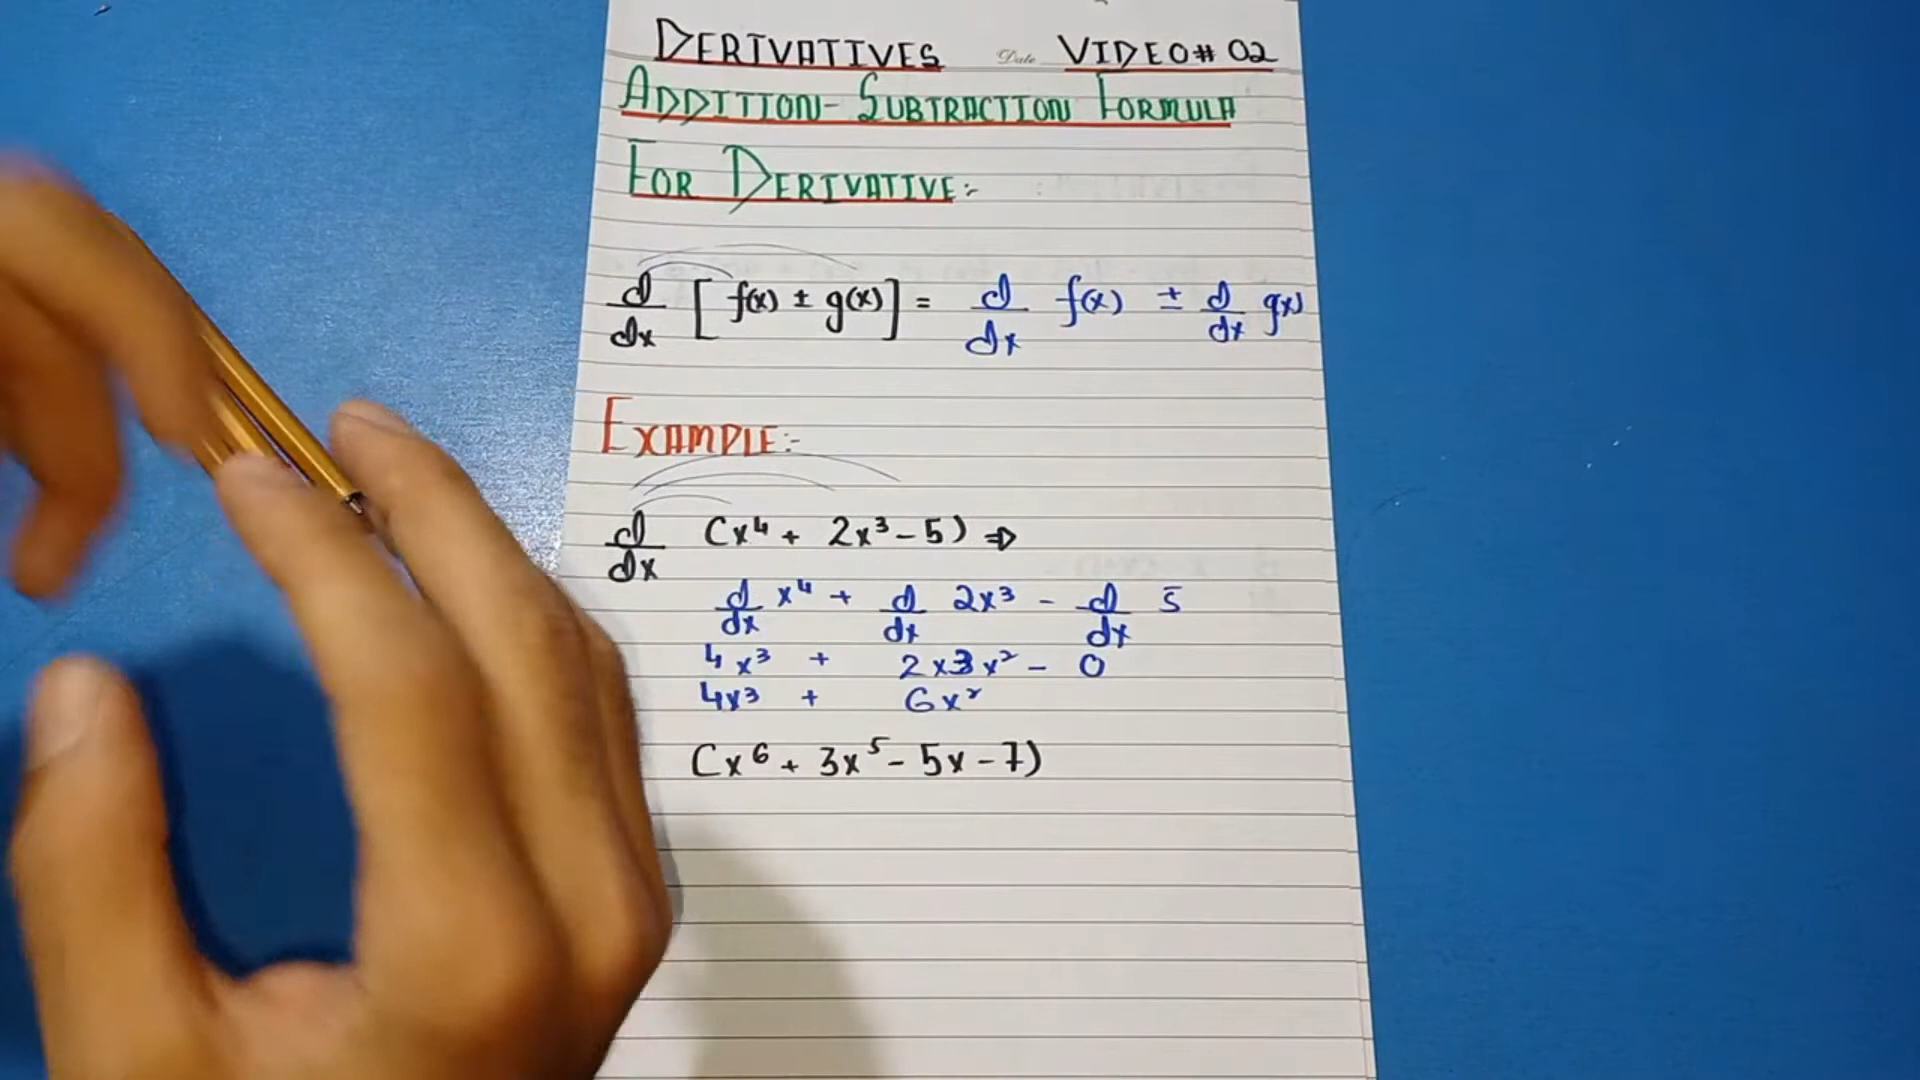 DERIVATIVES Date VIDEO# 02
ADDITION- SUBTRACTION FORMULA
FOR DERIVATIVE:-
d/dx [f(x) ± g(x)] = d/dx f(x) ± d/dx g(x)
EXAMPLE:-
d/dx (x⁴ + 2x³ - 5) ⇒
d/dx x⁴ + d/dx 2x³ - d/dx 5
4x³ + 2x3x² - 0
4x³ + 6x²
(x⁶ + 3x⁵ - 5x - 7)